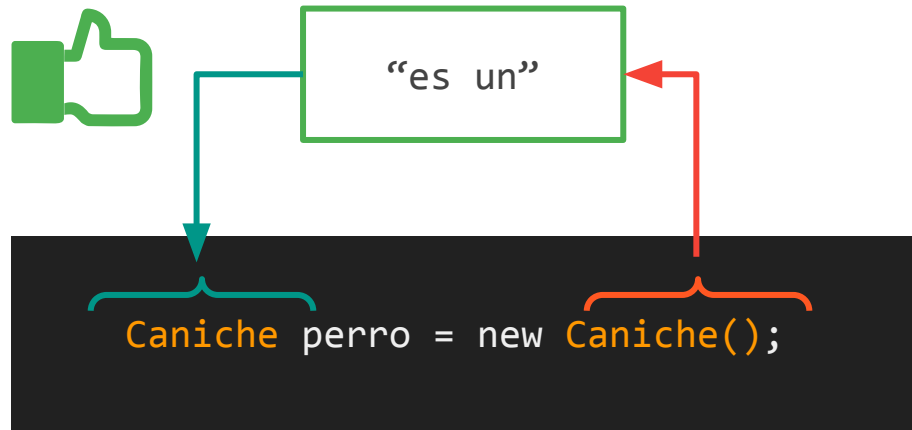 “es un”
Caniche perro = new Caniche();